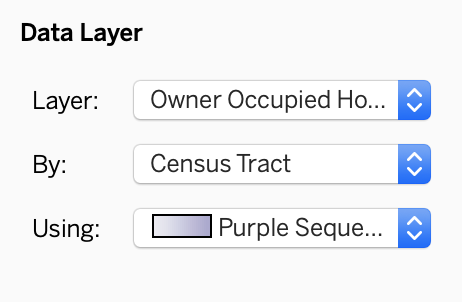 Data Layer
Layer: Owner Occupied Ho...
By: Census Tract
Using: Purple Seque...